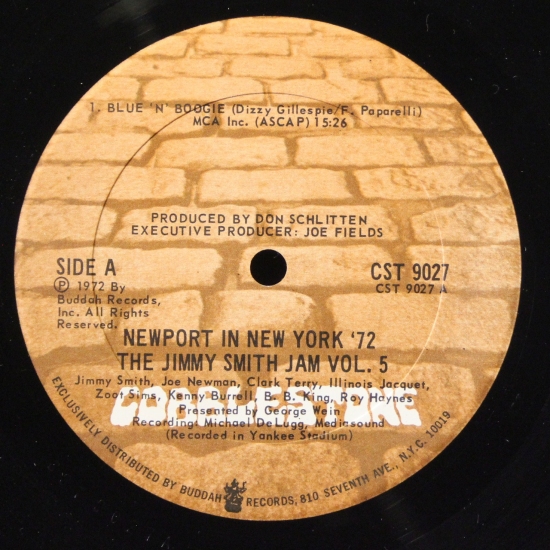 1. BLUE 'N' BOOGIE (Dizzy Gillespie/F. Paparelli)
MCA Inc. (ASCAP) 15:26
PRODUCED BY DON SCHLITTEN
EXECUTIVE PRODUCER: JOE FIELDS
SIDE A
Ⓟ 1972 By
Buddah Records,
Inc. All Rights
Reserved.
CST 9027
CST 9027 A
NEWPORT IN NEW YORK '72
THE JIMMY SMITH JAM VOL. 5
Jimmy Smith, Joe Newman, Clark Terry, Illinois Jacquet,
Zoot Sims, Kenny Burrell, B. B. King, Roy Haynes
COBBLESTONE
Presented by George Wein
Recording: Michael DeLugg, Mediasound
(Recorded in Yankee Stadium)
EXCLUSIVELY DISTRIBUTED BY BUDDAH RECORDS, 810 SEVENTH AVE., N.Y.C. 10019